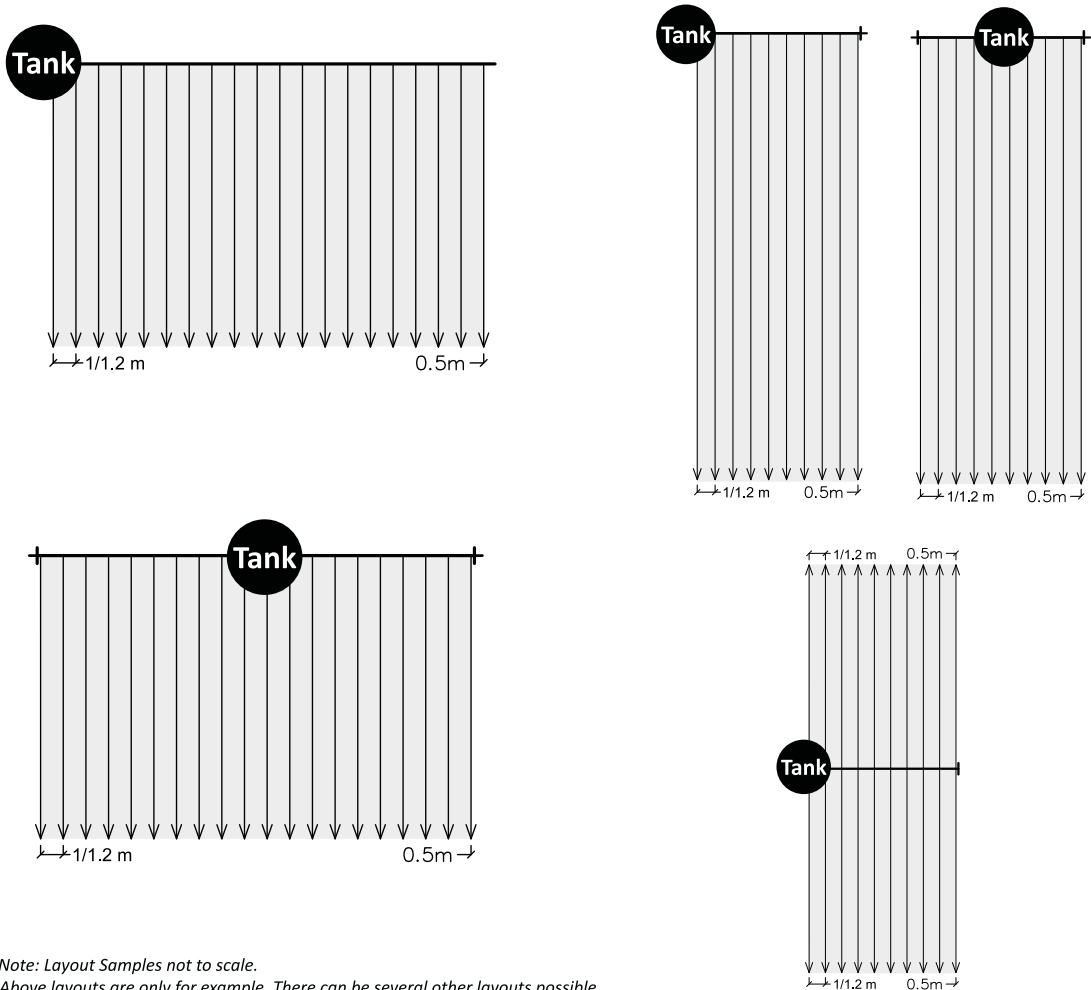 Tank
1/1.2 m 0.5m
Tank
1/1.2 m 0.5m
Tank
1/1.2 m 0.5m
Tank
1/1.2 m 0.5m
1/1.2 m 0.5m
Tank
1/1.2 m 0.5m
Note: Layout Samples not to scale.
Above layouts are only for example. There can be several other layouts possible